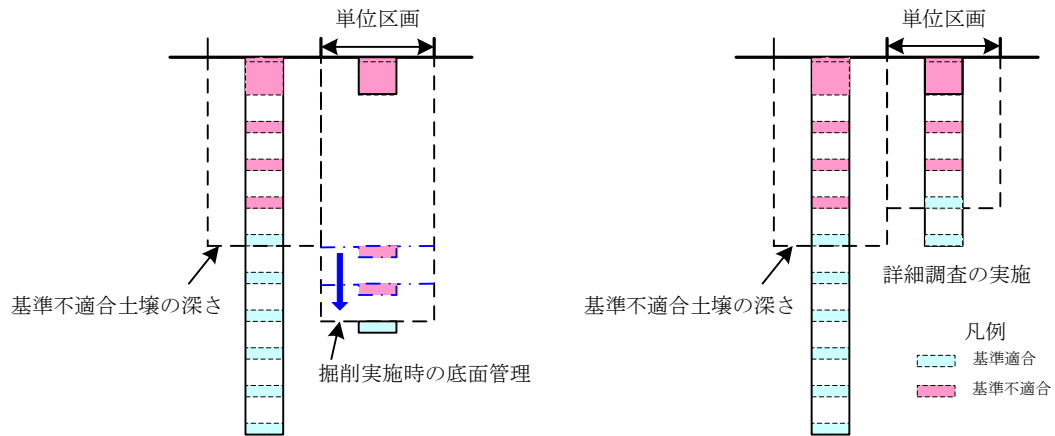 単位区画
単位区画
基準不適合土壌の深さ
掘削実施時の底面管理
基準不適合土壌の深さ
詳細調査の実施
凡例
基準適合
基準不適合